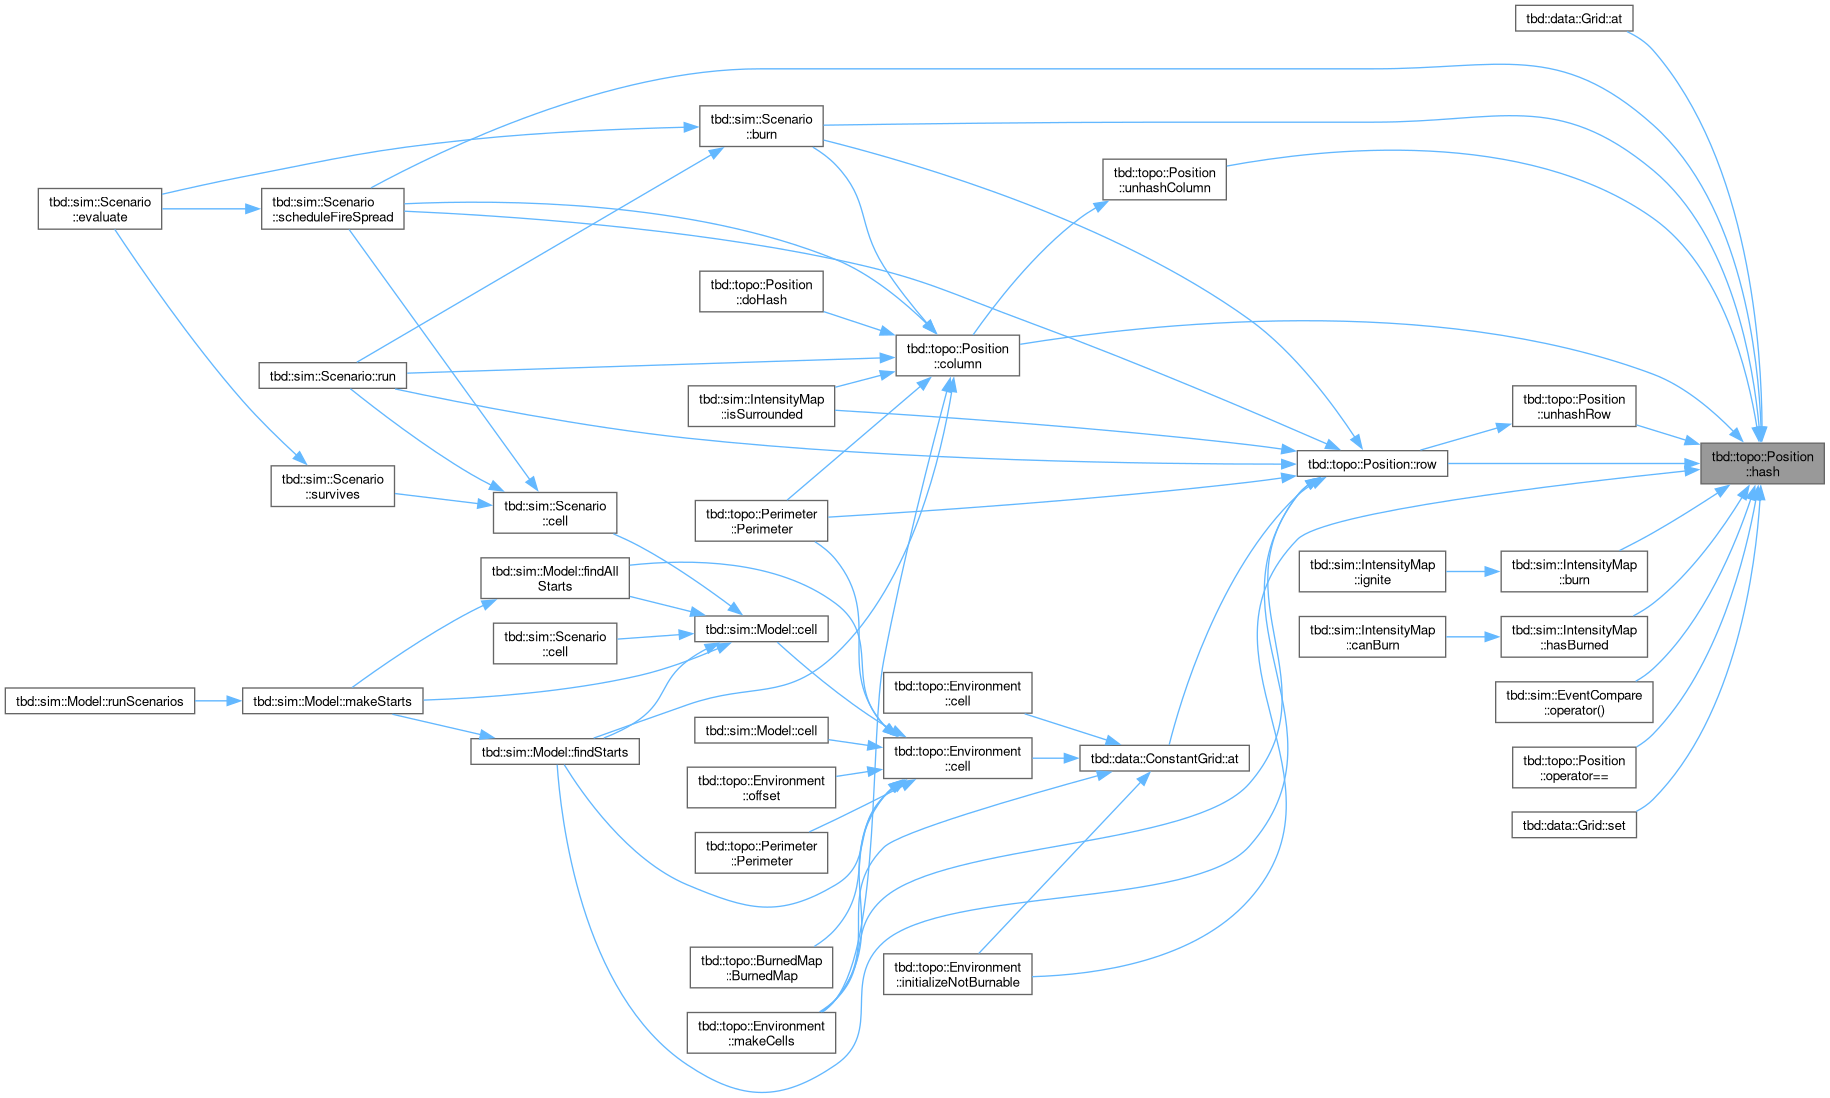 tbd::data::Grid::at
tbd::sim::Scenario
::burn
tbd::topo::Position
::unhashColumn
tbd::sim::Scenario
::evaluate
tbd::sim::Scenario
::scheduleFireSpread
tbd::topo::Position
::doHash
tbd::topo::Position
::column
tbd::sim::Scenario::run
tbd::sim::IntensityMap
::isSurrounded
tbd::topo::Position
::unhashRow
tbd::topo::Position::row
tbd::topo::Position
::hash
tbd::sim::Scenario
::survives
tbd::sim::Scenario
::cell
tbd::topo::Perimeter
::Perimeter
tbd::sim::Model::findAll
Starts
tbd::sim::IntensityMap
::ignite
tbd::sim::IntensityMap
::burn
tbd::sim::Scenario
::cell
tbd::sim::Model::cell
tbd::sim::IntensityMap
::canBurn
tbd::sim::IntensityMap
::hasBurned
tbd::sim::Model::runScenarios
tbd::sim::Model::makeStarts
tbd::topo::Environment
::cell
tbd::sim::EventCompare
::operator()
tbd::sim::Model::findStarts
tbd::sim::Model::cell
tbd::topo::Environment
::cell
tbd::data::ConstantGrid::at
tbd::topo::Position
::operator==
tbd::topo::Environment
::offset
tbd::data::Grid::set
tbd::topo::Perimeter
::Perimeter
tbd::topo::BurnedMap
::BurnedMap
tbd::topo::Environment
::initializeNotBurnable
tbd::topo::Environment
::makeCells